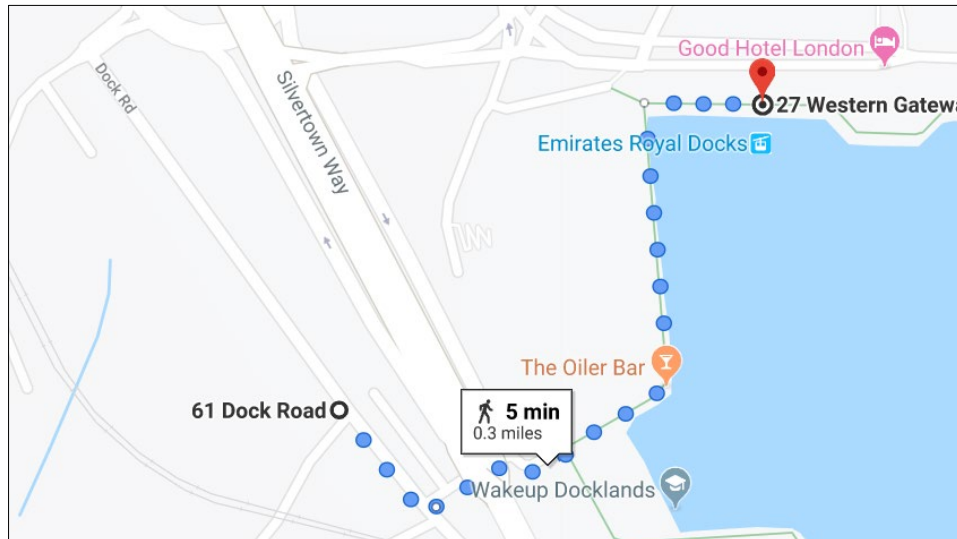 Good Hotel London
Dock Rd
Silvertown Way
27 Western Gatewa
Emirates Royal Docks
The Oiler Bar
61 Dock Road
5 min
0.3 miles
Wakeup Docklands